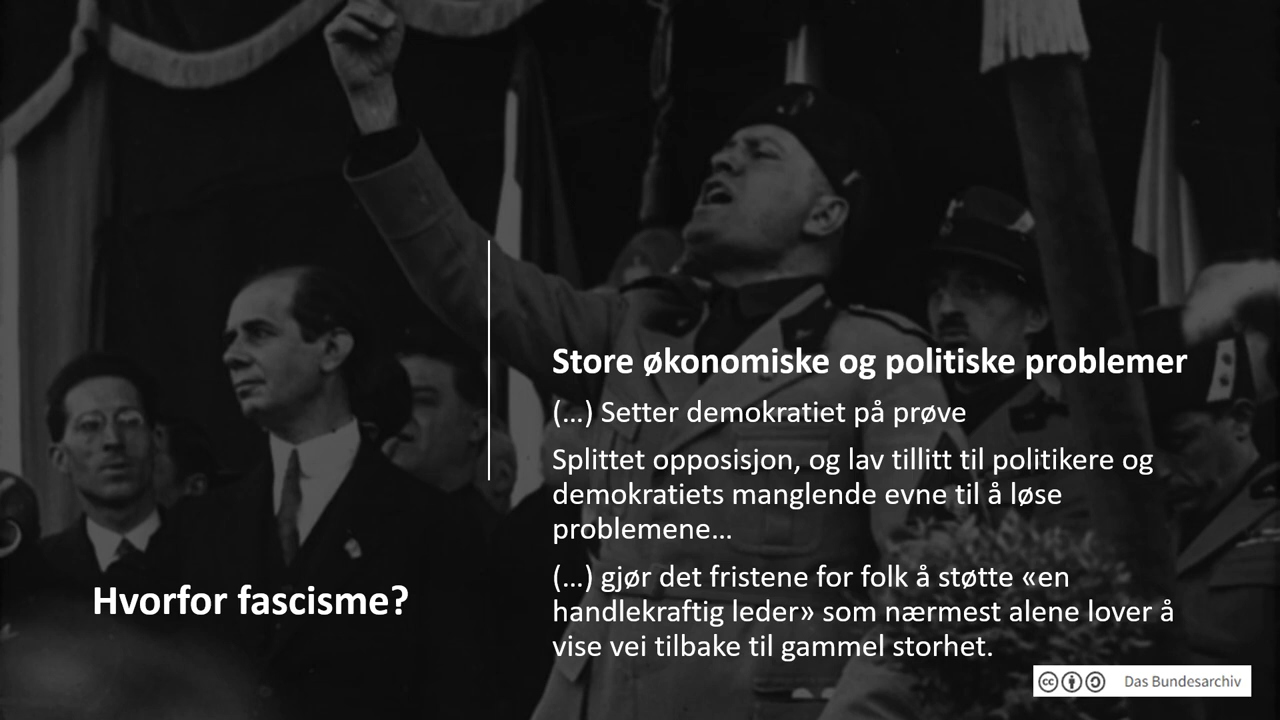 Hvorfor fascisme?
Store økonomiske og politiske problemer
(…) Setter demokratiet på prøve
Splittet opposisjon, og lav tillitt til politikere og
demokratiets manglende evne til å løse
problemene…
(…) gjør det fristene for folk å støtte «en
handlekraftig leder» som nærmest alene lover å
vise vei tilbake til gammel storhet.
cc Das Bundesarchiv